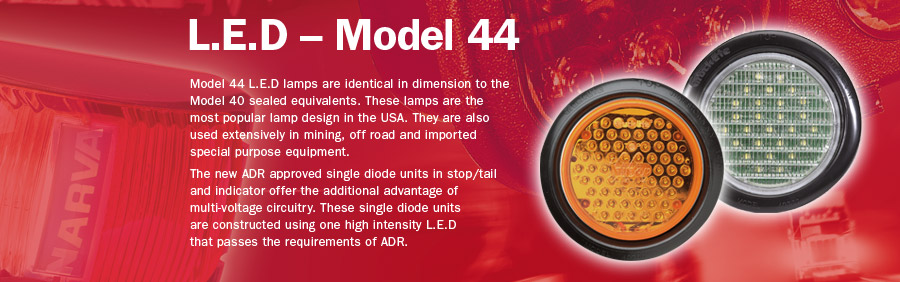 L.E.D – Model 44
Model 44 L.E.D lamps are identical in dimension to the
Model 40 sealed equivalents. These lamps are the
most popular lamp design in the USA. They are also
used extensively in mining, off road and imported
special purpose equipment.
The new ADR approved single diode units in stop/tail
and indicator offer the additional advantage of
multi-voltage circuitry. These single diode units
are constructed using one high intensity L.E.D
that passes the requirements of ADR.
NARVA